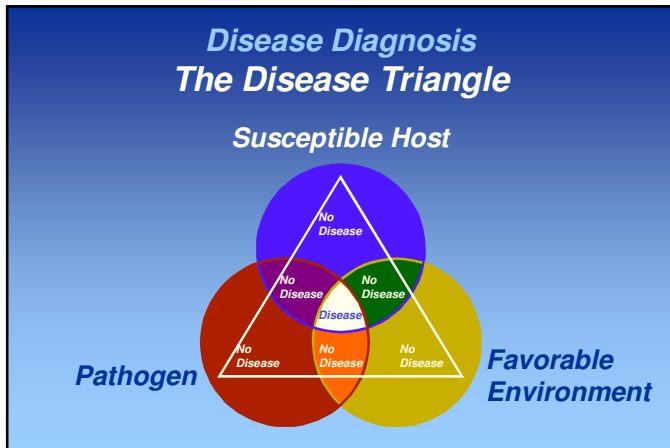 Disease Diagnosis
The Disease Triangle
Susceptible Host
No
Disease
No
Disease
No
Disease
Disease
No
Disease
No
Disease
No
Disease
Pathogen
Favorable
Environment